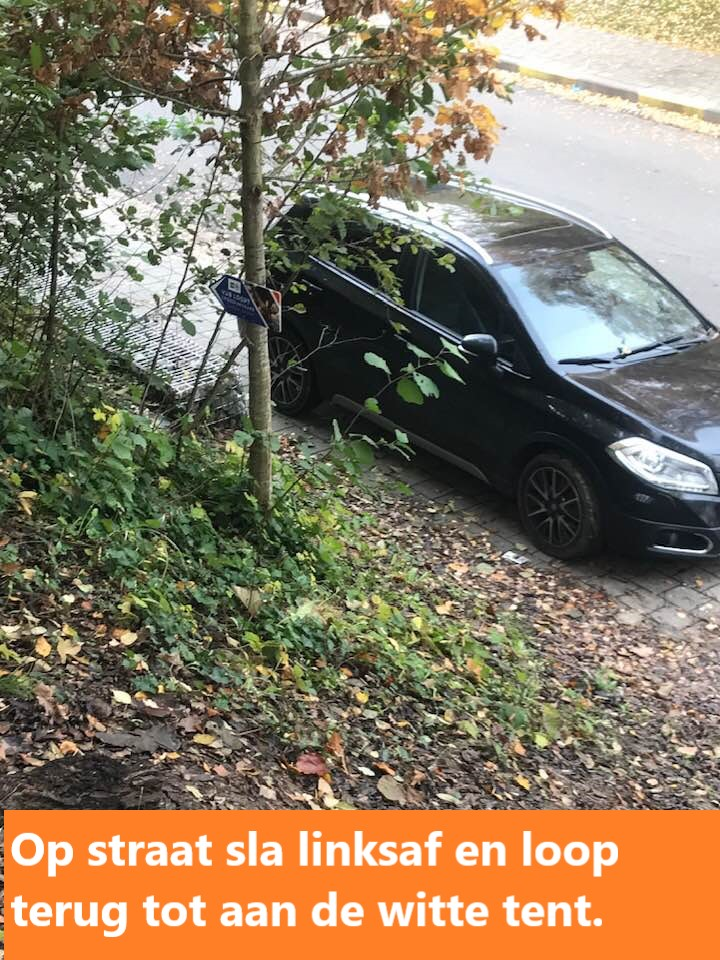 Op straat sla linksaf en loop
terug tot aan de witte tent.